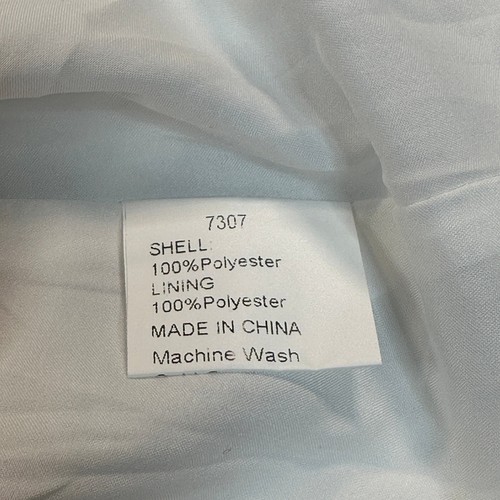 7307
SHELL:
100%Polyester
LINING
100%Polyester
MADE IN CHINA
Machine Wash